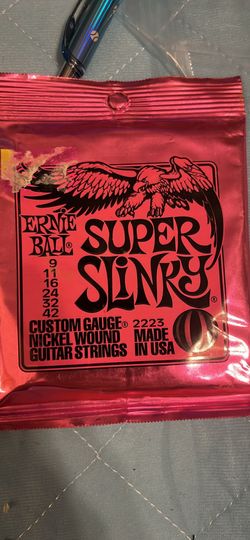 ERNIE BALL®
SUPER
SLINKY®
9
11
16
24
32
42
CUSTOM GAUGE® 2223
NICKEL WOUND MADE
GUITAR STRINGS IN USA